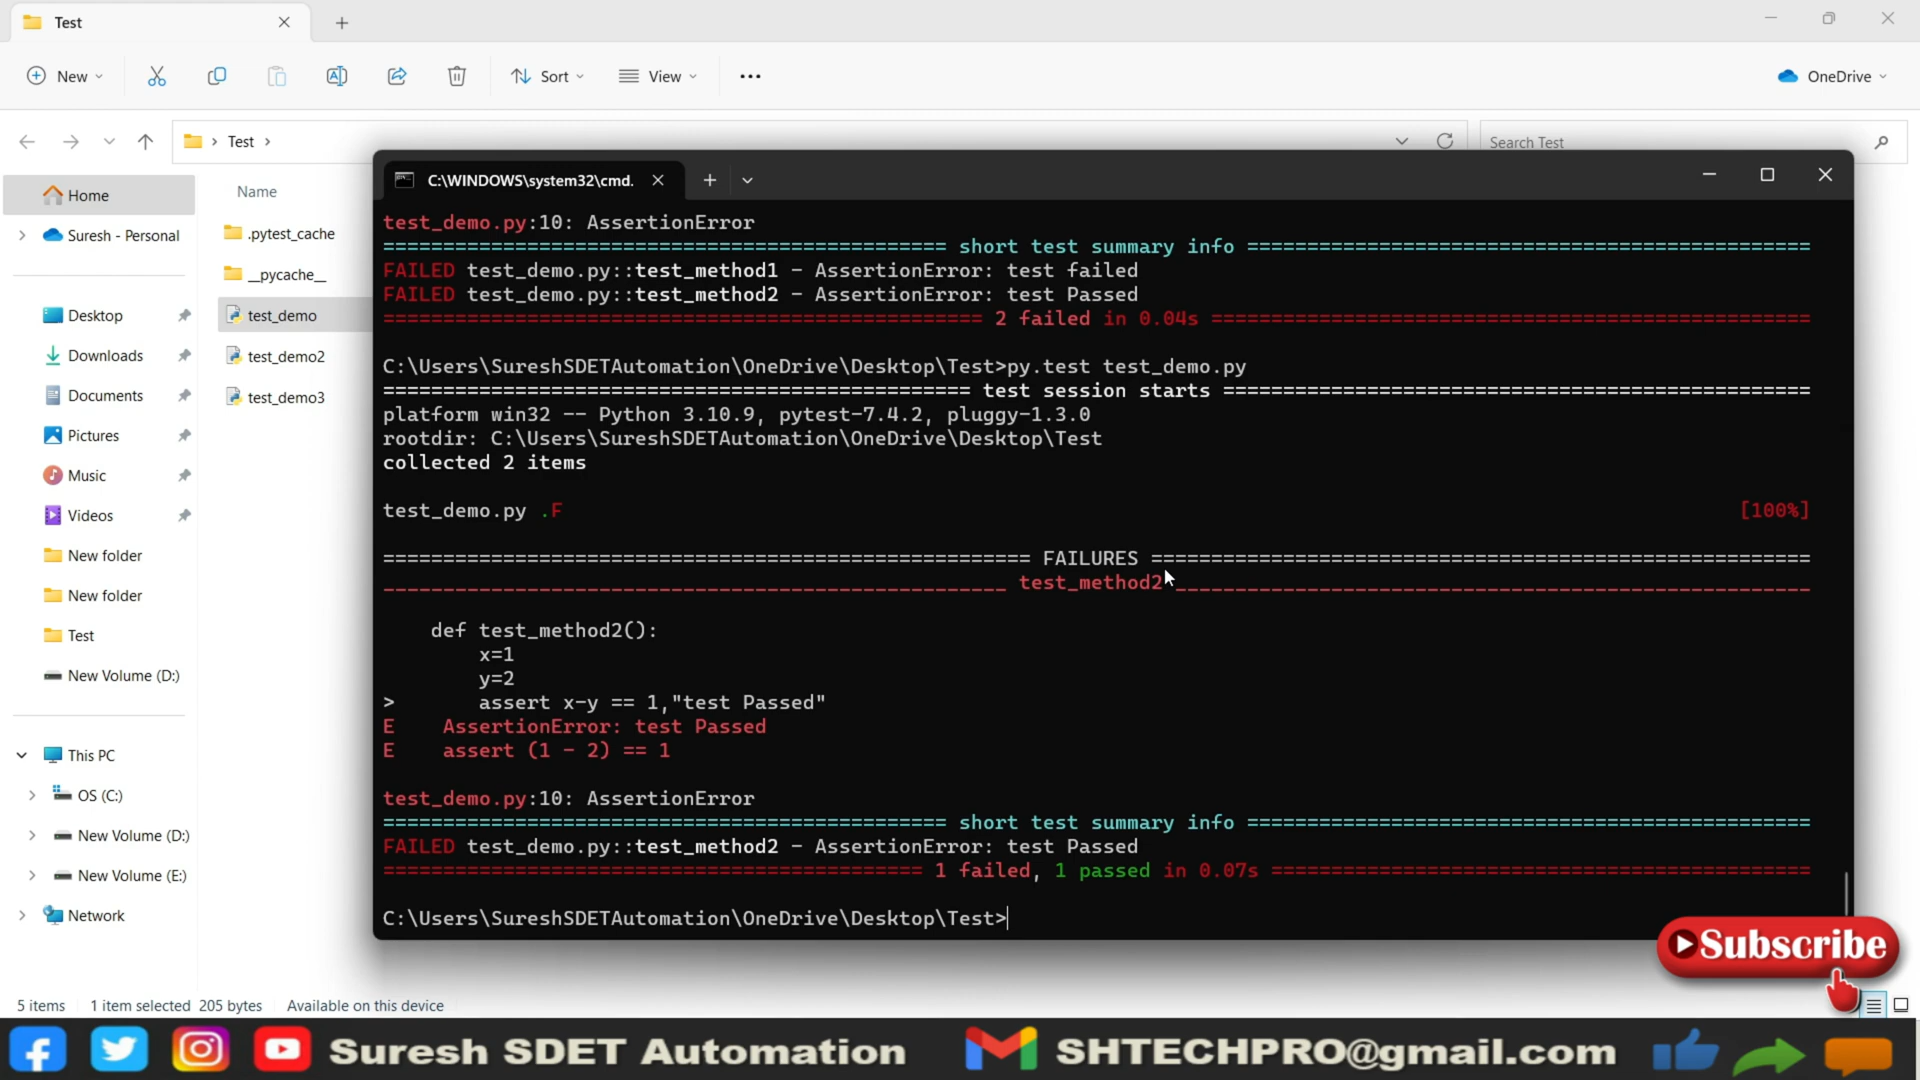 Test
New
Sort
View
OneDrive
Test
Search Test
Home
Suresh - Personal
Desktop
Downloads
Documents
Pictures
Music
Videos
New folder
New folder
Test
New Volume (D:)
This PC
OS (C:)
New Volume (D:)
New Volume (E:)
Network
Name
.pytest_cache
__pycache__
test_demo
test_demo2
test_demo3
C:\WINDOWS\system32\cmd.
test_demo.py:10: AssertionError
=============================================== short test summary info ===============================================
FAILED test_demo.py::test_method1 - AssertionError: test failed
FAILED test_demo.py::test_method2 - AssertionError: test Passed
================================================== 2 failed in 0.04s ==================================================
C:\Users\SureshSDETAutomation\OneDrive\Desktop\Test>py.test test_demo.py
================================================= test session starts =================================================
platform win32 -- Python 3.10.9, pytest-7.4.2, pluggy-1.3.0
rootdir: C:\Users\SureshSDETAutomation\OneDrive\Desktop\Test
collected 2 items
test_demo.py .F [100%]
====================================================== FAILURES =======================================================
____________________________________________________ test_method2 _____________________________________________________
def test_method2():
x=1
y=2
> assert x-y == 1,"test Passed"
E AssertionError: test Passed
E assert (1 - 2) == 1
test_demo.py:10: AssertionError
=============================================== short test summary info ===============================================
FAILED test_demo.py::test_method2 - AssertionError: test Passed
============================================= 1 failed, 1 passed in 0.07s =============================================
C:\Users\SureshSDETAutomation\OneDrive\Desktop\Test>
Subscribe
5 items 1 item selected 205 bytes Available on this device
Suresh SDET Automation SHTECHPRO@gmail.com